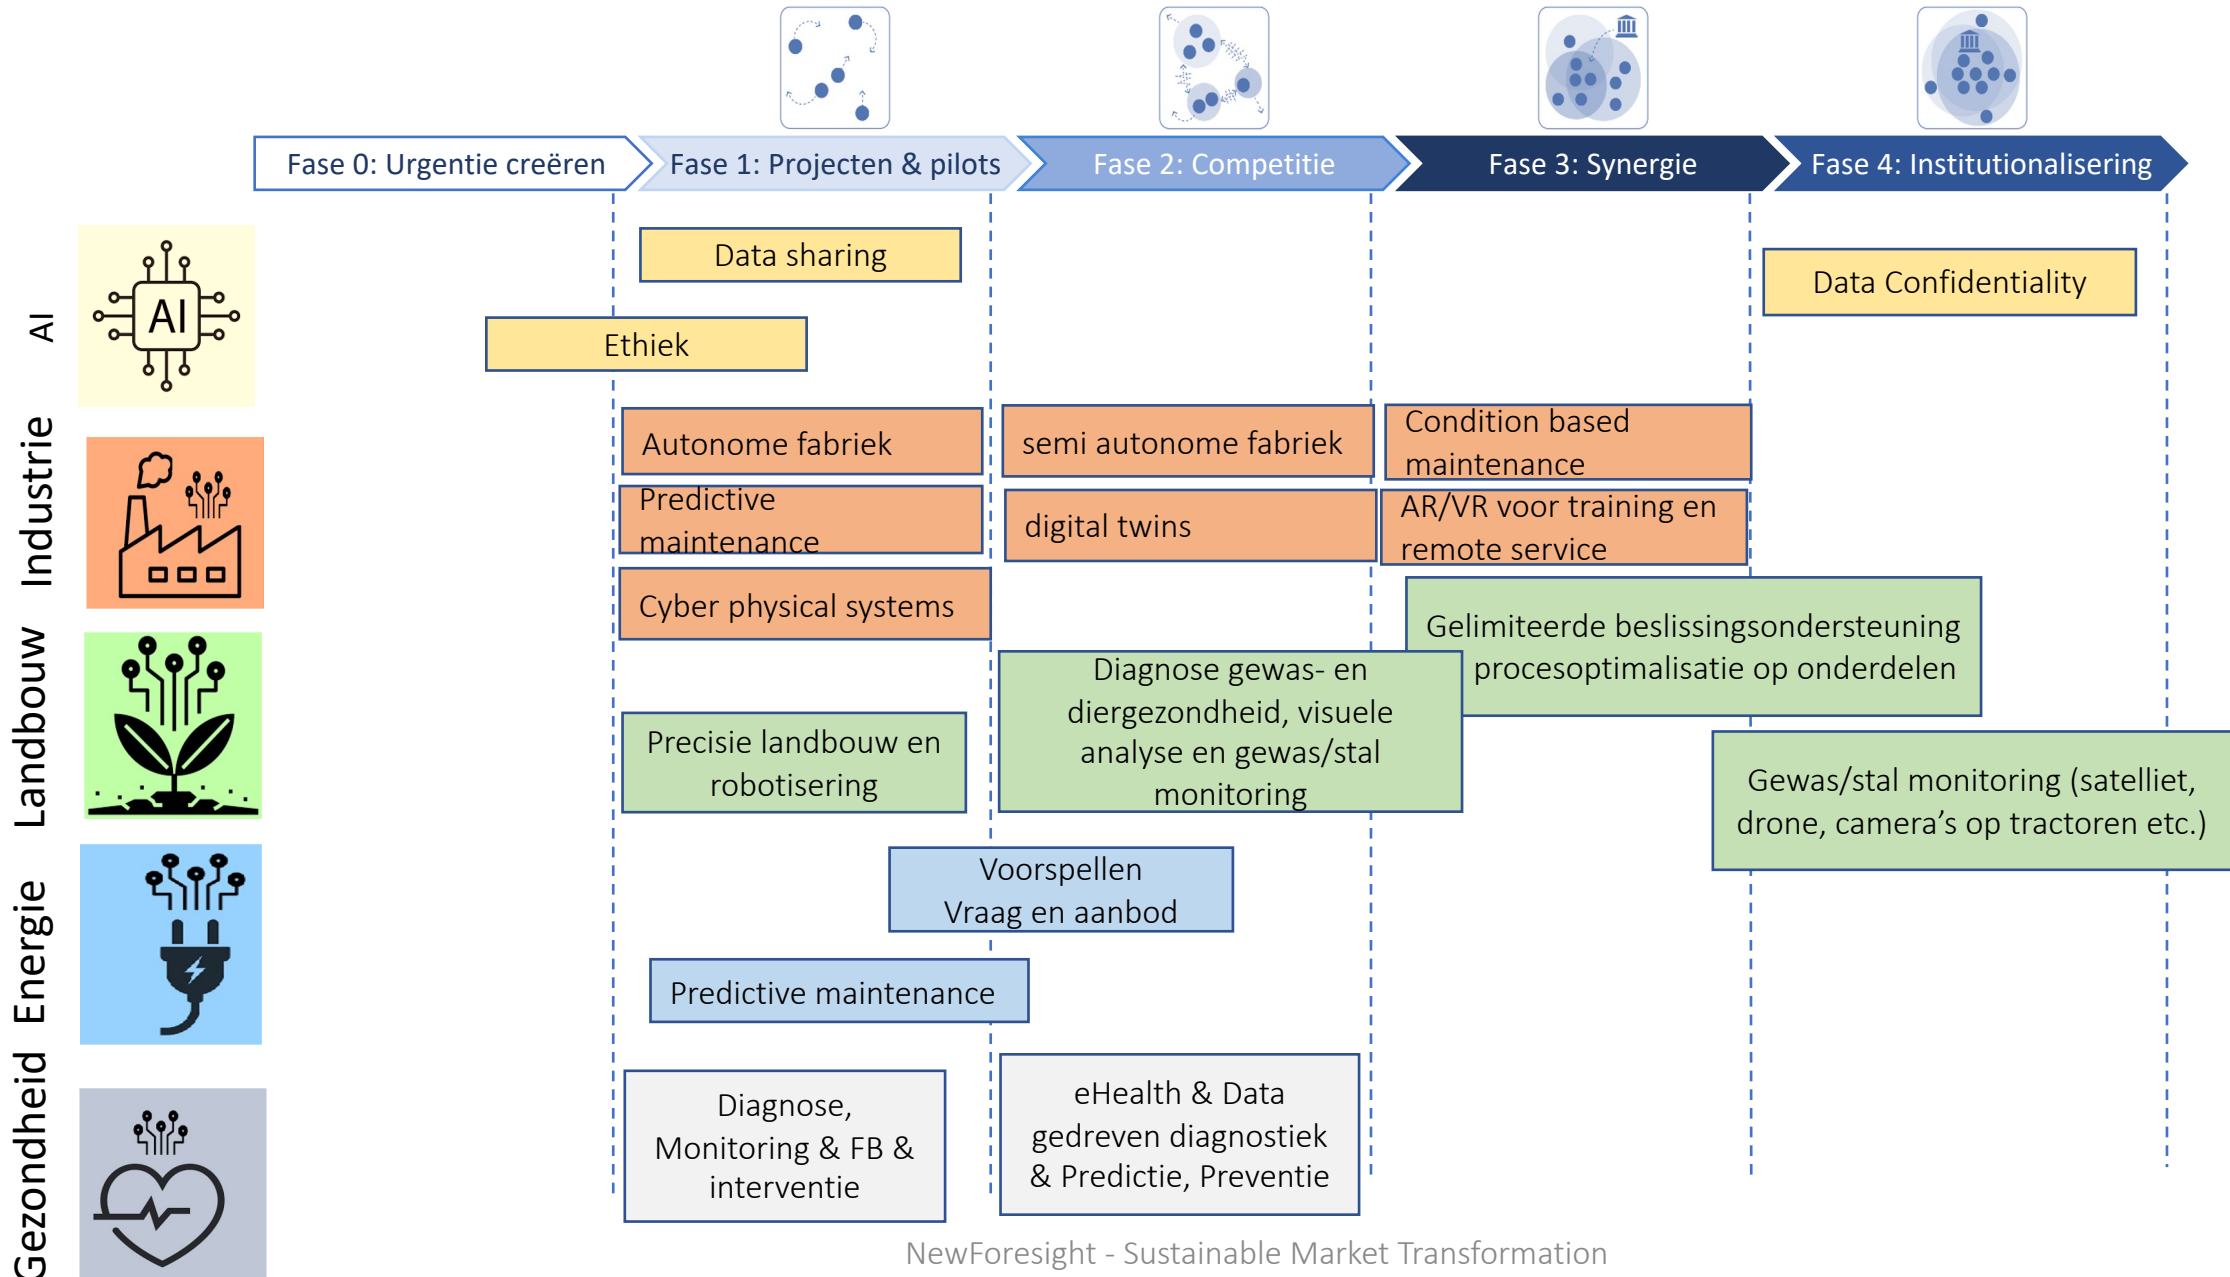 Fase 0: Urgentie creëren
Fase 1: Projecten & pilots
Fase 2: Competitie
Fase 3: Synergie
Fase 4: Institutionalisering
AI
AI
Data sharing
Data Confidentiality
Ethiek
Industrie
Autonome fabriek
semi autonome fabriek
Condition based
maintenance
Predictive
maintenance
digital twins
AR/VR voor training en
remote service
Cyber physical systems
Landbouw
Gelimiteerde beslissingsondersteuning
procesoptimalisatie op onderdelen
Diagnose gewas- en
diergezondheid, visuele
analyse en gewas/stal
monitoring
Precisie landbouw en
robotisering
Gewas/stal monitoring (satelliet,
drone, camera’s op tractoren etc.)
Energie
Voorspellen
Vraag en aanbod
Predictive maintenance
Gezondheid
Diagnose,
Monitoring & FB &
interventie
eHealth & Data
gedreven diagnostiek
& Predictie, Preventie
NewForesight - Sustainable Market Transformation